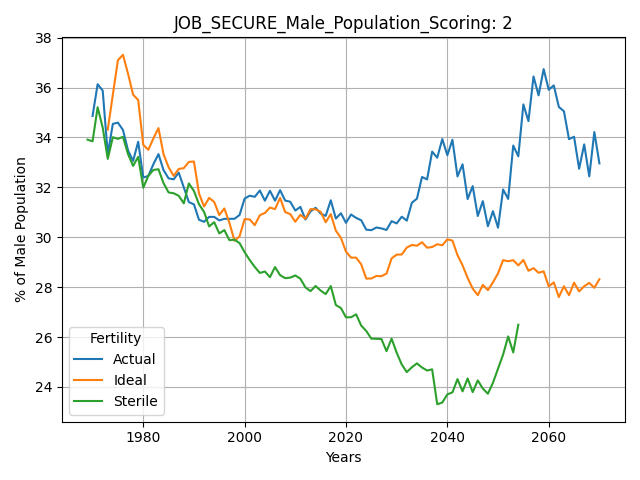 JOB_SECURE_Male_Population_Scoring: 2
% of Male Population
38
36
34
32
30
28
26
24
Fertility
Actual
Ideal
Sterile
1980 2000 2020 2040 2060
Years